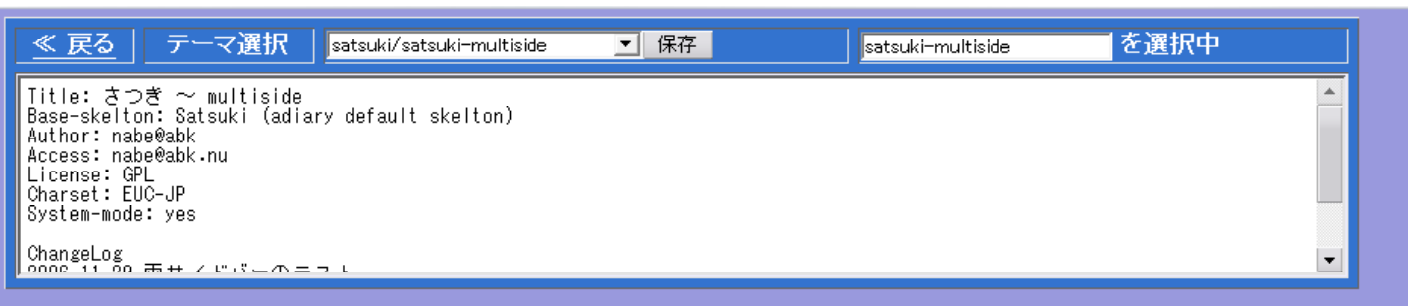 ≪ 戻る テーマ選択 satsuki/satsuki-multiside 保存 satsuki-multiside を選択中
Title: さつき ～ multiside
Base-skelton: Satsuki (adiary default skelton)
Author: nabe@abk
Access: nabe@abk.nu
License: GPL
Charset: EUC-JP
System-mode: yes
ChangeLog